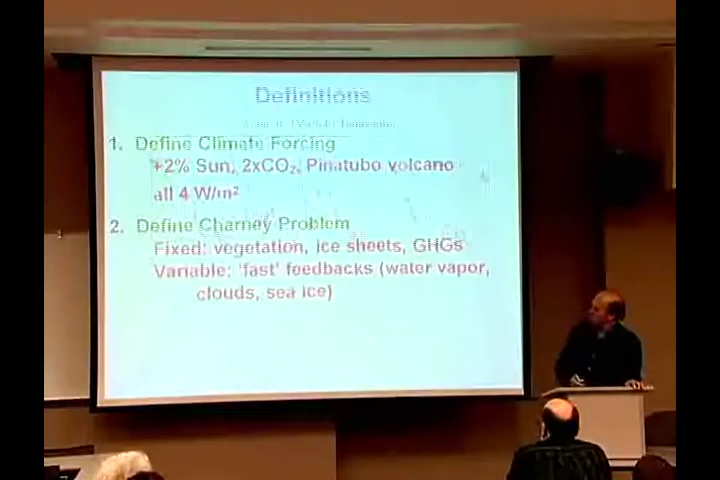 Definitions
1. Define Climate Forcing
+2% Sun, 2xCO₂, Pinatubo volcano
all 4 W/m²
2. Define Charney Problem
Fixed: vegetation, ice sheets, GHGs
Variable: 'fast' feedbacks (water vapor,
clouds, sea ice)